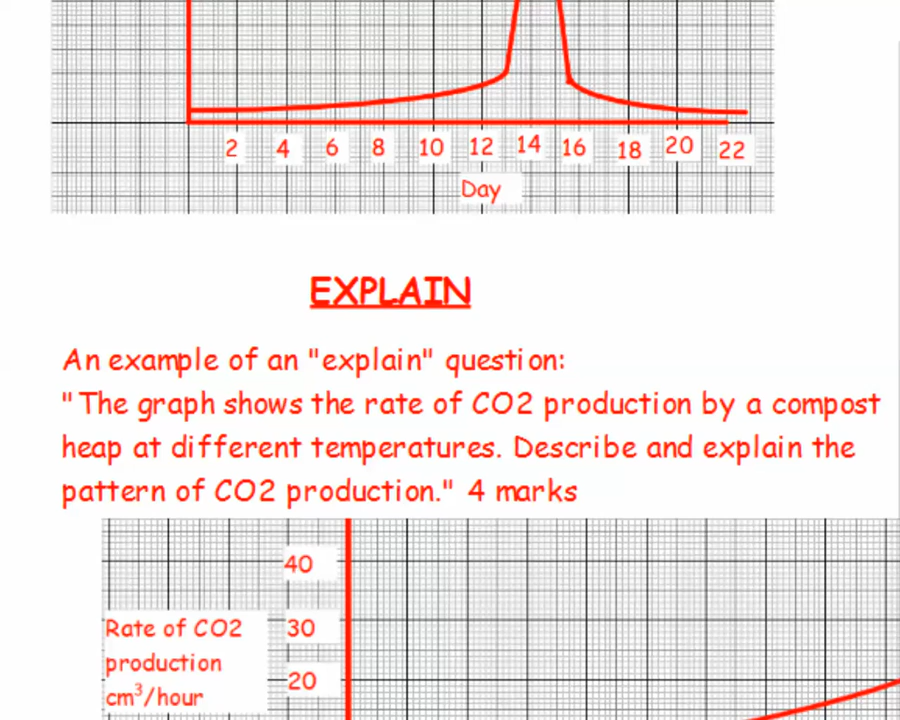 2 4 6 8 10 12 14 16 18 20 22
Day
EXPLAIN
An example of an "explain" question:
"The graph shows the rate of CO2 production by a compost
heap at different temperatures. Describe and explain the
pattern of CO2 production." 4 marks
40
Rate of CO2
production
cm³/hour
30
20